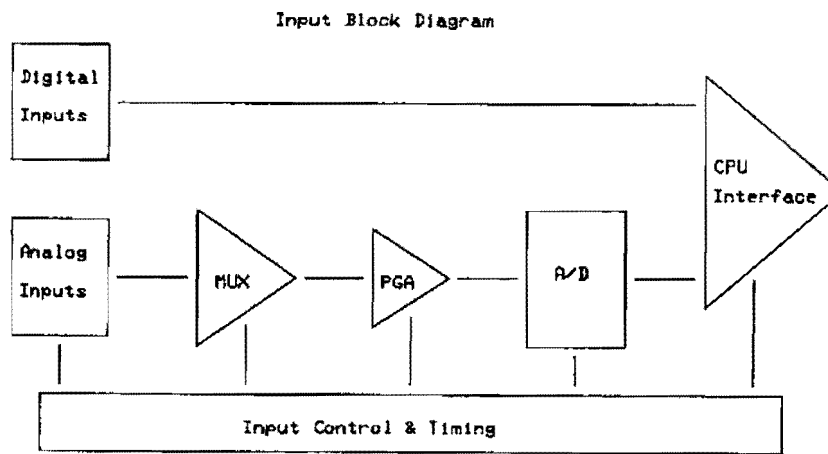 Input Block Diagram
Digital
Inputs
CPU
Interface
Analog
Inputs
MUX
PGA
A/D
Input Control & Timing